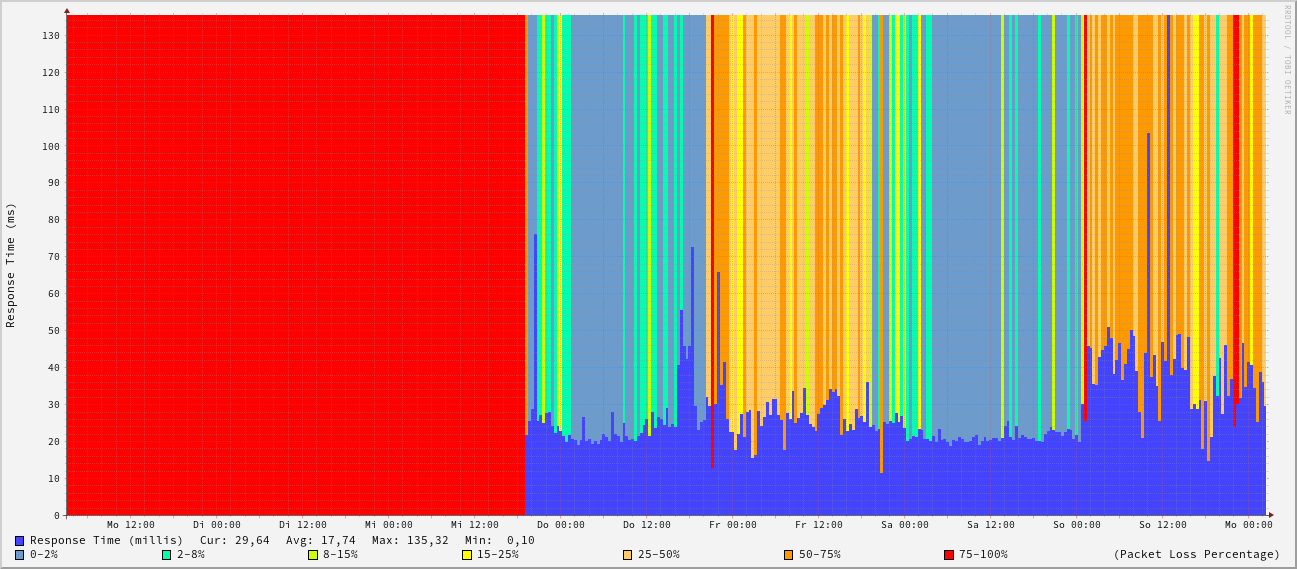 RRDTOOL / TOBI OETIKER
Response Time (ms)
130
120
110
100
90
80
70
60
50
40
30
20
10
0
Mo 12:00 Di 00:00 Di 12:00 Mi 00:00 Mi 12:00 Do 00:00 Do 12:00 Fr 00:00 Fr 12:00 Sa 00:00 Sa 12:00 So 00:00 So 12:00 Mo 00:00
Response Time (millis) Cur: 29,64 Avg: 17,74 Max: 135,32 Min: 0,10
0-2% 2-8% 8-15% 15-25% 25-50% 50-75% 75-100% (Packet Loss Percentage)